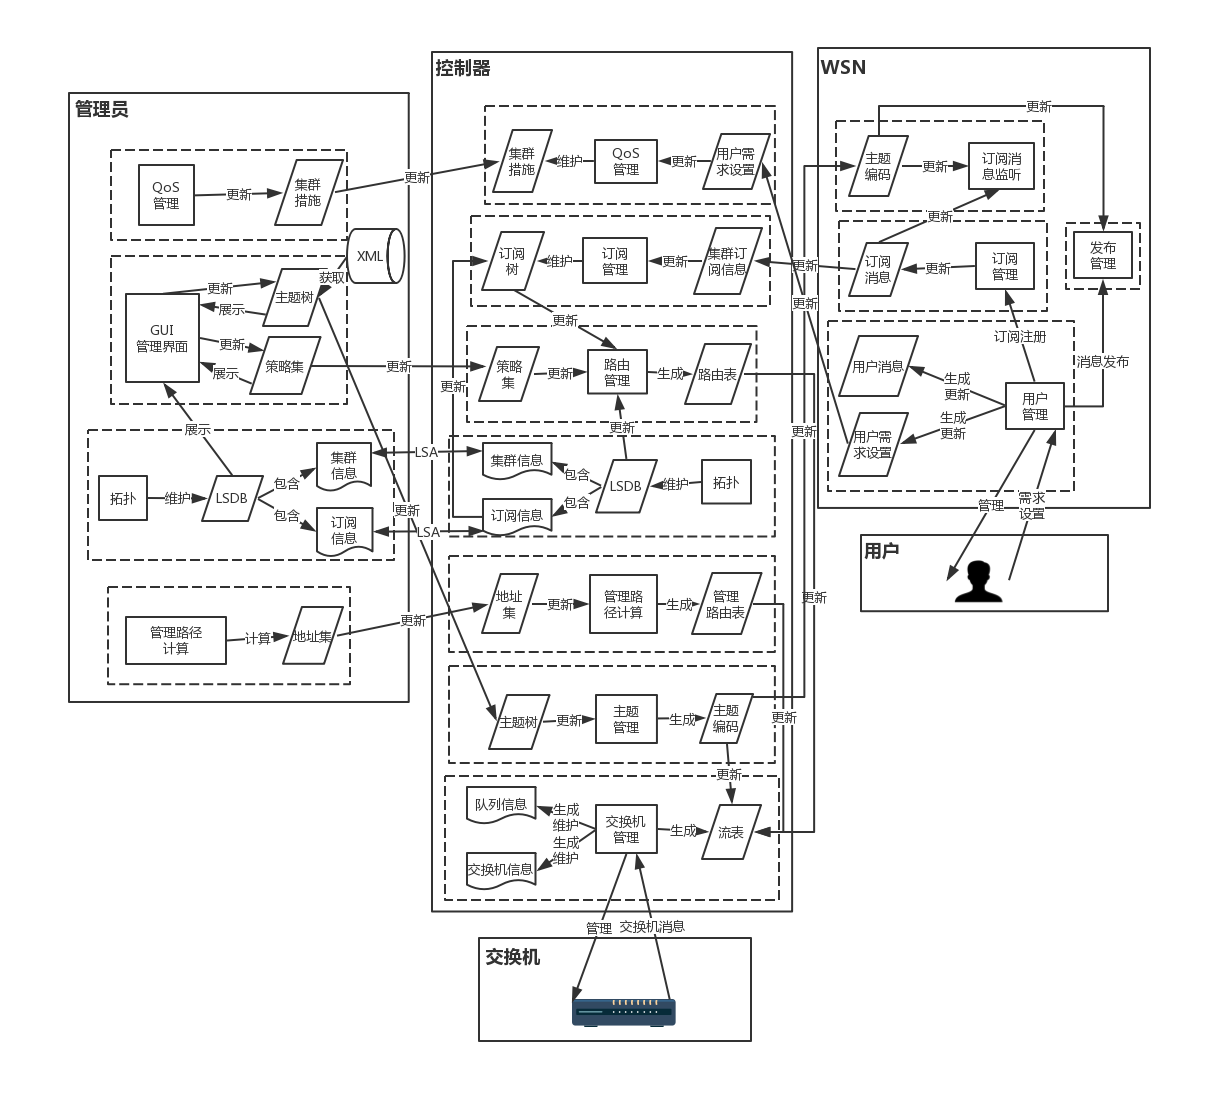 管理员
QoS
管理
更新
集群
措施
XML
获取
更新
主题树
展示
GUI
管理界面
更新
策略集
展示
展示
拓扑
维护
LSDB
包含
包含
集群
信息
订阅
信息
管理路径
计算
计算
地址集
更新
更新
LSA
更新
LSA
更新
控制器
集群
措施
维护
QoS
管理
更新
用户需
求设置
订阅
树
维护
订阅
管理
更新
集群订
阅信息
更新
策略
集
更新
路由
管理
生成
路由表
更新
更新
集群信息
订阅信息
包含
包含
LSDB
维护
拓扑
地址
集
更新
管理路
径计算
生成
管理
路由表
主题树
更新
主题
管理
生成
主题
编码
更新
更新
队列信息
交换机信息
生成
维护
生成
维护
交换机
管理
生成
流表
管理
交换机消息
交换机
更新
更新
更新
更新
WSN
更新
主题
编码
更新
订阅消
息监听
更新
订阅
消息
更新
订阅
管理
发布
管理
订阅注册
消息发布
用户消息
生成
更新
用户需
求设置
生成
更新
用户
管理
管理
需求
设置
用户